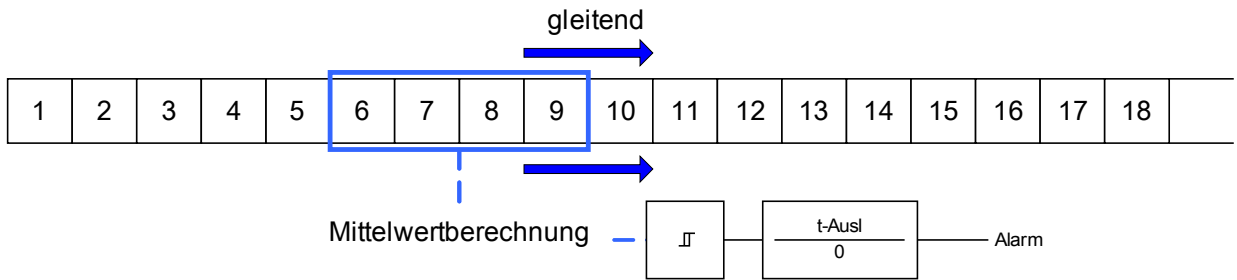 gleitend
1 2 3 4 5 6 7 8 9 10 11 12 13 14 15 16 17 18
Mittelwertberechnung
t-Ausl
0
Alarm